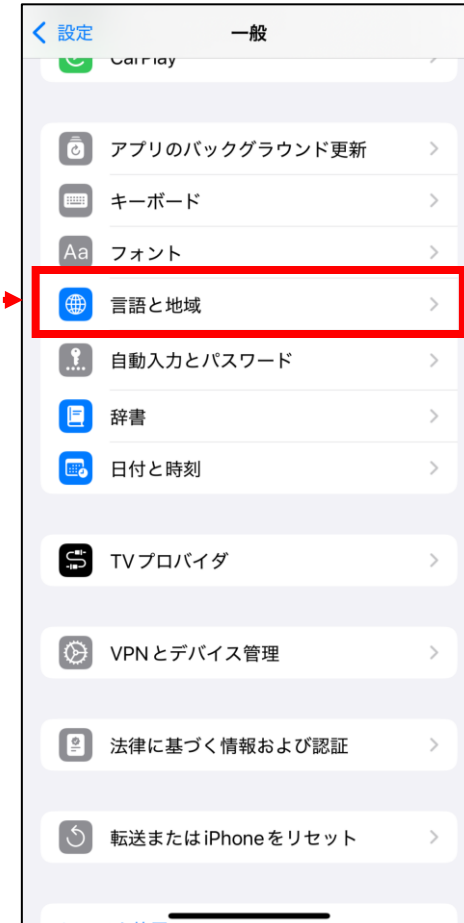 設定
一般
CarPlay
アプリのバックグラウンド更新
キーボード
Aa フォント
言語と地域
自動入力とパスワード
辞書
日付と時刻
TVプロバイダ
VPNとデバイス管理
法律に基づく情報および認証
転送またはiPhoneをリセット